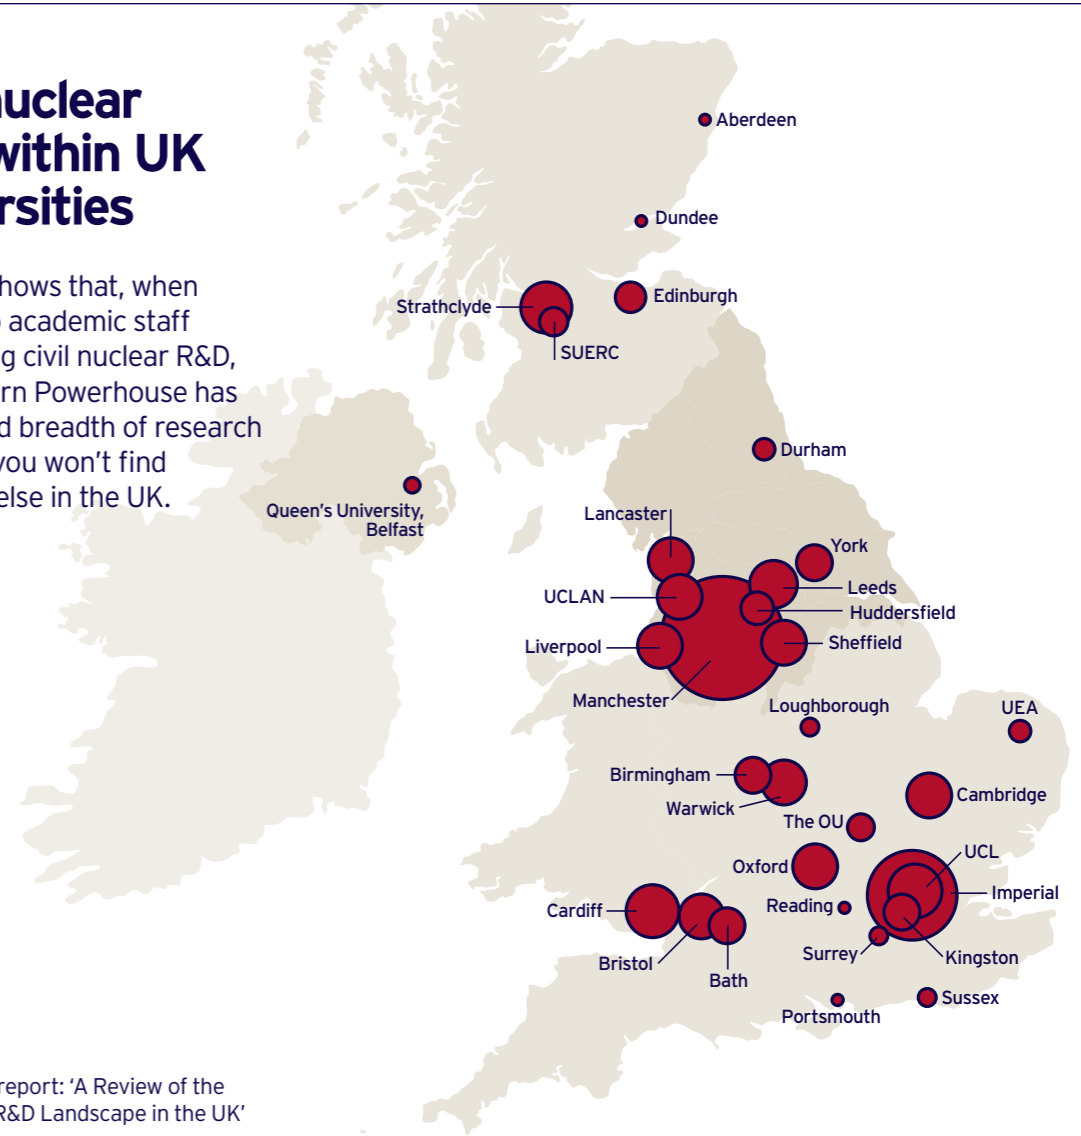 nuclear
within UK
rsities
hows that, when
academic staff
g civil nuclear R&D,
rn Powerhouse has
d breadth of research
you won't find
else in the UK.
Aberdeen
Dundee
Edinburgh
Strathclyde
SUERC
Durham
Queen's University,
Belfast
Lancaster
York
UCLAN
Leeds
Huddersfield
Liverpool
Sheffield
Manchester
Loughborough
UEA
Birmingham
Warwick
Cambridge
The OU
UCL
Oxford
Imperial
Reading
Cardiff
Surrey
Kingston
Bristol
Bath
Sussex
Portsmouth
report: 'A Review of the
R&D Landscape in the UK'